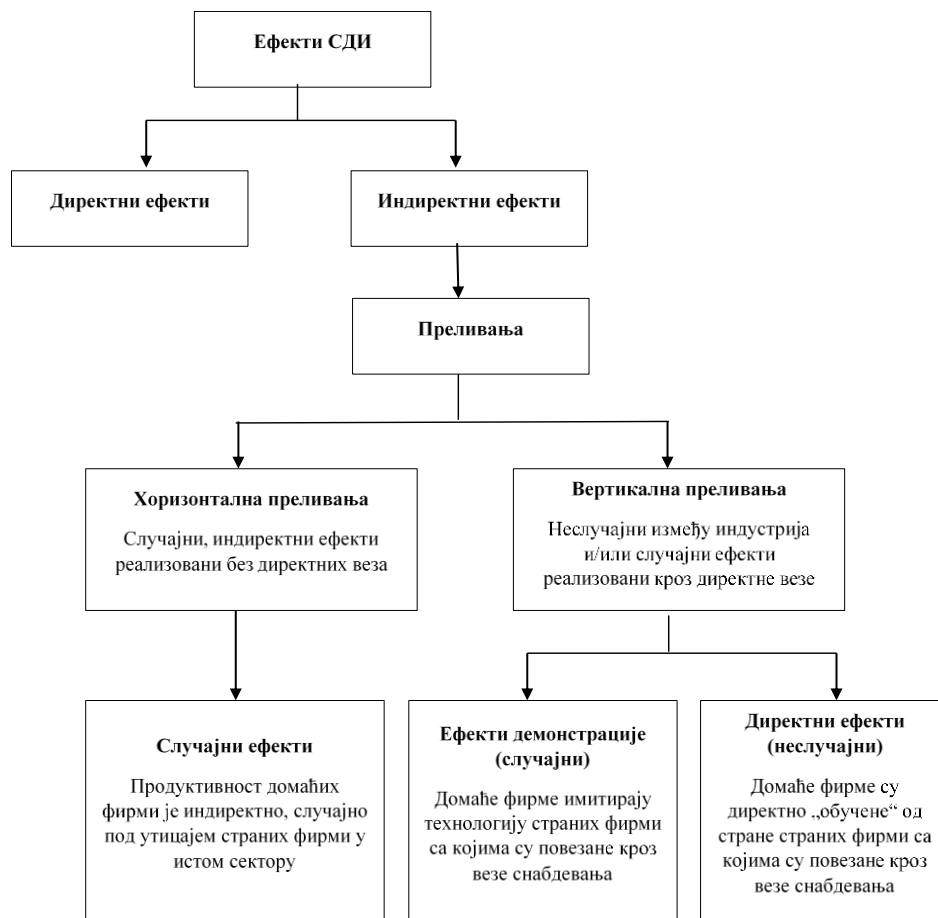 Ефекти СДИ
Директни ефекти
Индиректни ефекти
Преливања
Хоризонтална преливања
Случајни, индиректни ефекти
реализовани без директних веза
Вертикална преливања
Неслучајни између индустрија
и/или случајни ефекти
реализовани кроз директне везе
Случајни ефекти
Продуктивност домаћих
фирми је индиректно, случајно
под утицајем страних фирми у
истом сектору
Ефекти демонстрације
(случајни)
Домаће фирме имитирају
технологију страних фирми
са којима су повезане кроз
везе снабдевања
Директни ефекти
(неслучајни)
Домаће фирме су
директно „обучене“ од
стране страних фирми са
којима су повезане кроз
везе снабдевања